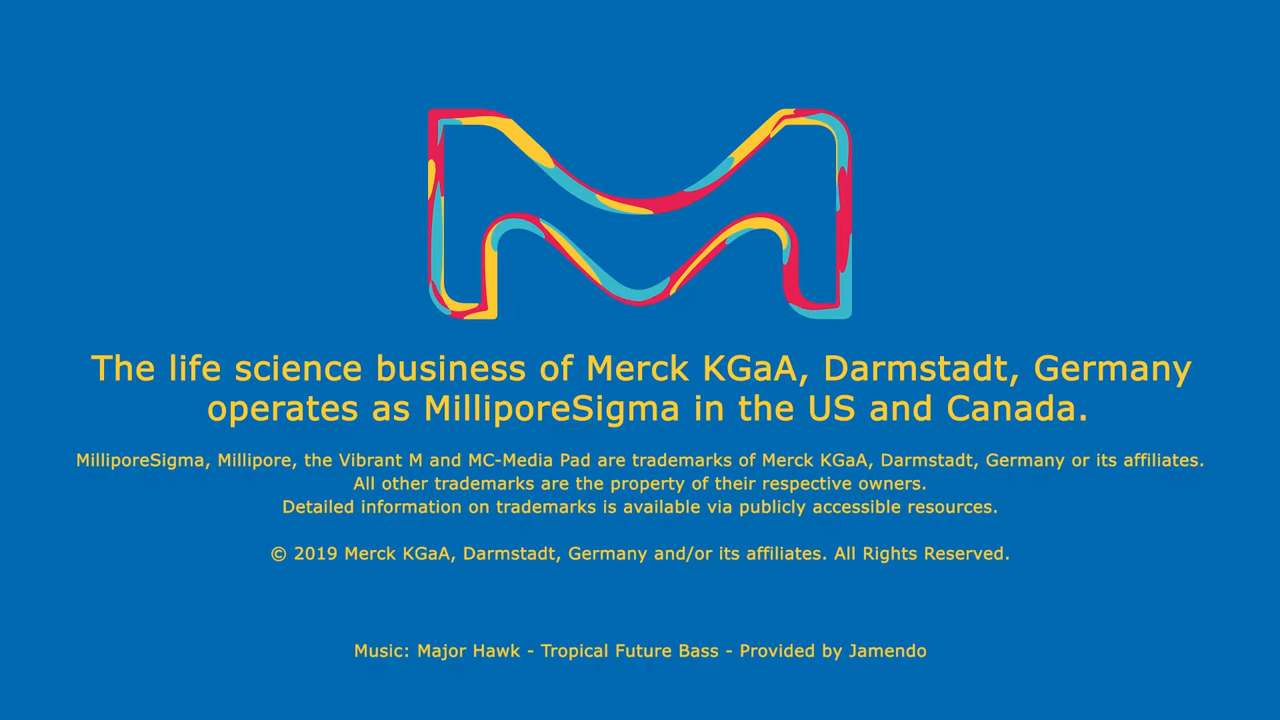 The life science business of Merck KGaA, Darmstadt, Germany
operates as MilliporeSigma in the US and Canada.
MilliporeSigma, Millipore, the Vibrant M and MC-Media Pad are trademarks of Merck KGaA, Darmstadt, Germany or its affiliates.
All other trademarks are the property of their respective owners.
Detailed information on trademarks is available via publicly accessible resources.
© 2019 Merck KGaA, Darmstadt, Germany and/or its affiliates. All Rights Reserved.
Music: Major Hawk - Tropical Future Bass - Provided by Jamendo